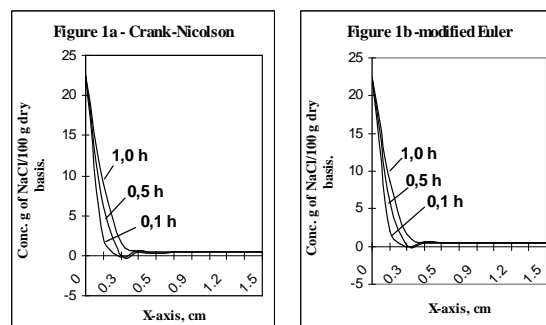 Figure 1a - Crank-Nicolson
Conc. g of NaCl/100 g dry
basis.
25
20
15
10
5
0
-5
1,0 h
0,5 h
0,1 h
0
0.3
0.6
0.9
1.2
1.5
X-axis, cm
Figure 1b -modified Euler
Conc. g of NaCl/100 g dry
basis.
25
20
15
10
5
0
-5
1,0 h
0,5 h
0,1 h
0
0.3
0.6
0.9
1.2
1.5
X-axis, cm